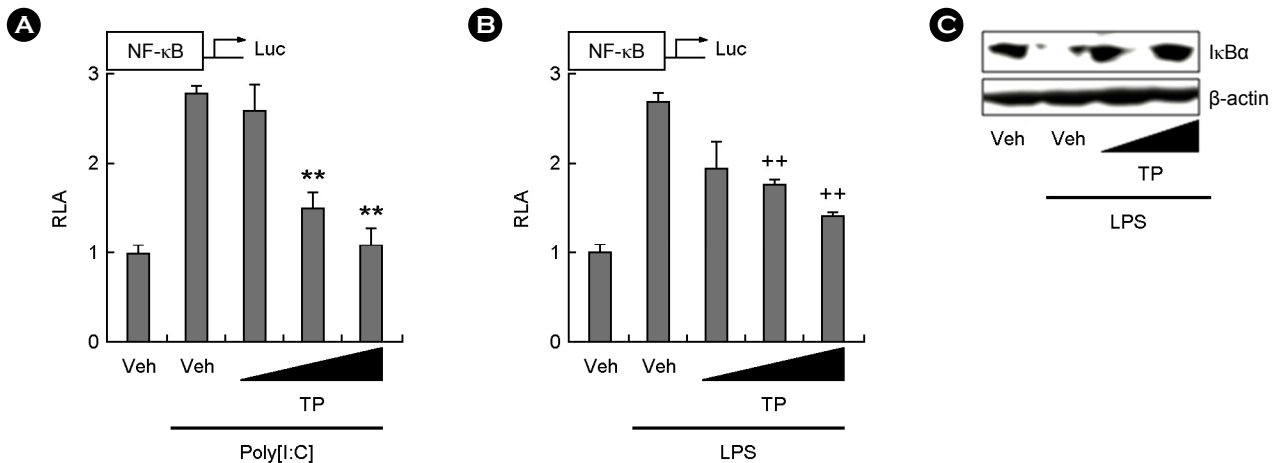 A
NF-κB
Luc
RLA
3
2
1
0
**
**
Veh
Veh
TP
Poly[I:C]
B
NF-κB
Luc
RLA
3
2
1
0
++
++
Veh
Veh
TP
LPS
C
IκBα
β-actin
Veh
Veh
TP
LPS